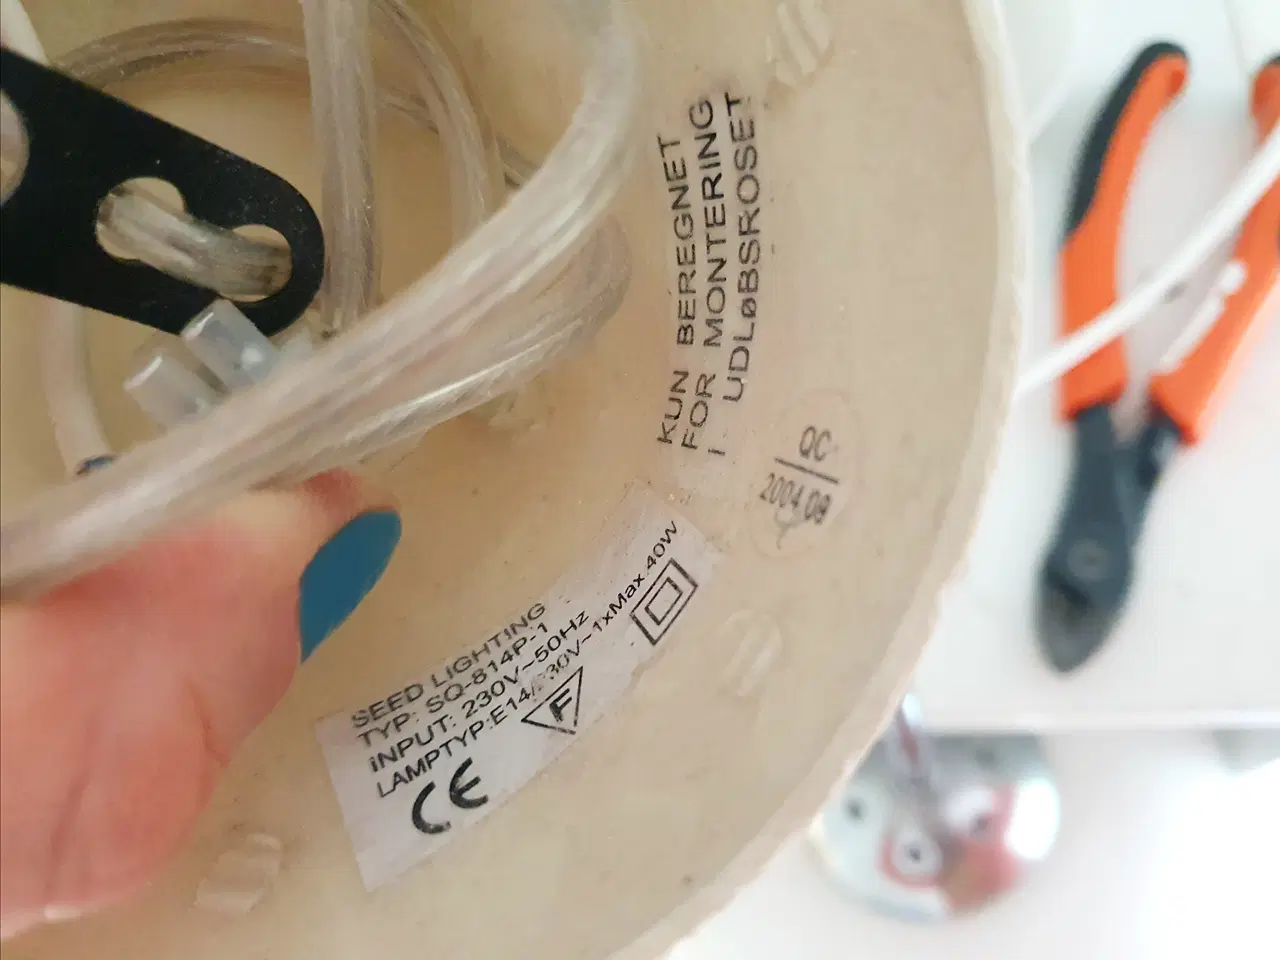 KUN BEREGNET
FOR MONTERING
I UDLøBSROSET
QC
2004.09
SEED LIGHTING
TYP: SQ-814P-1
iNPUT: 230V~50Hz
LAMPTYP:E14/230V~1xMax.40W
F
CE